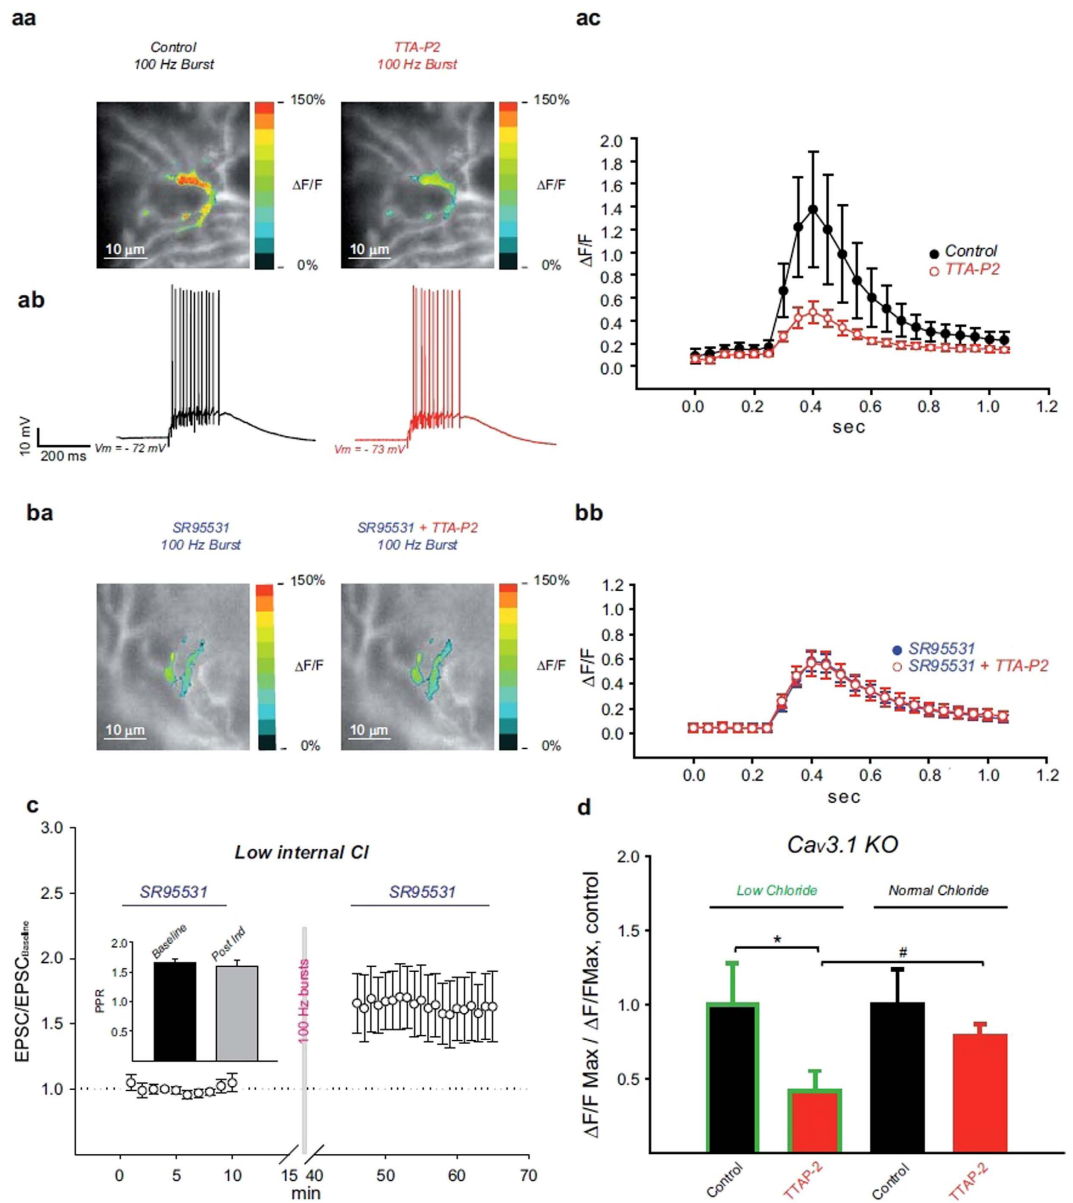 aa
Control
100 Hz Burst
TTA-P2
100 Hz Burst
150%
ΔF/F
0%
10 µm
150%
ΔF/F
0%
10 µm
ab
10 mV
200 ms
Vm = - 72 mV
Vm = - 73 mV
ac
2.0
1.8
1.6
1.4
1.2
1.0
0.8
0.6
0.4
0.2
0.0
ΔF/F
Control
TTA-P2
0.0 0.2 0.4 0.6 0.8 1.0 1.2
sec
ba
SR95531
100 Hz Burst
SR95531 + TTA-P2
100 Hz Burst
150%
ΔF/F
0%
10 µm
150%
ΔF/F
0%
10 µm
bb
1.2
1.0
0.8
0.6
0.4
0.2
0.0
ΔF/F
SR95531
SR95531 + TTA-P2
0.0 0.2 0.4 0.6 0.8 1.0 1.2
sec
c
Low internal Cl
SR95531
SR95531
3.0
2.5
2.0
1.5
1.0
EPSC/EPSCBaseline
Baseline
Post Ind
2.0
1.5
1.0
0.5
PPR
100 Hz bursts
0 5 10 15 40 50 60 70
min
d
Cav3.1 KO
Low Chloride
Normal Chloride
*
#
2.0
1.5
1.0
0.5
ΔF/F Max / ΔF/FMax, control
Control
TTAP-2
Control
TTAP-2